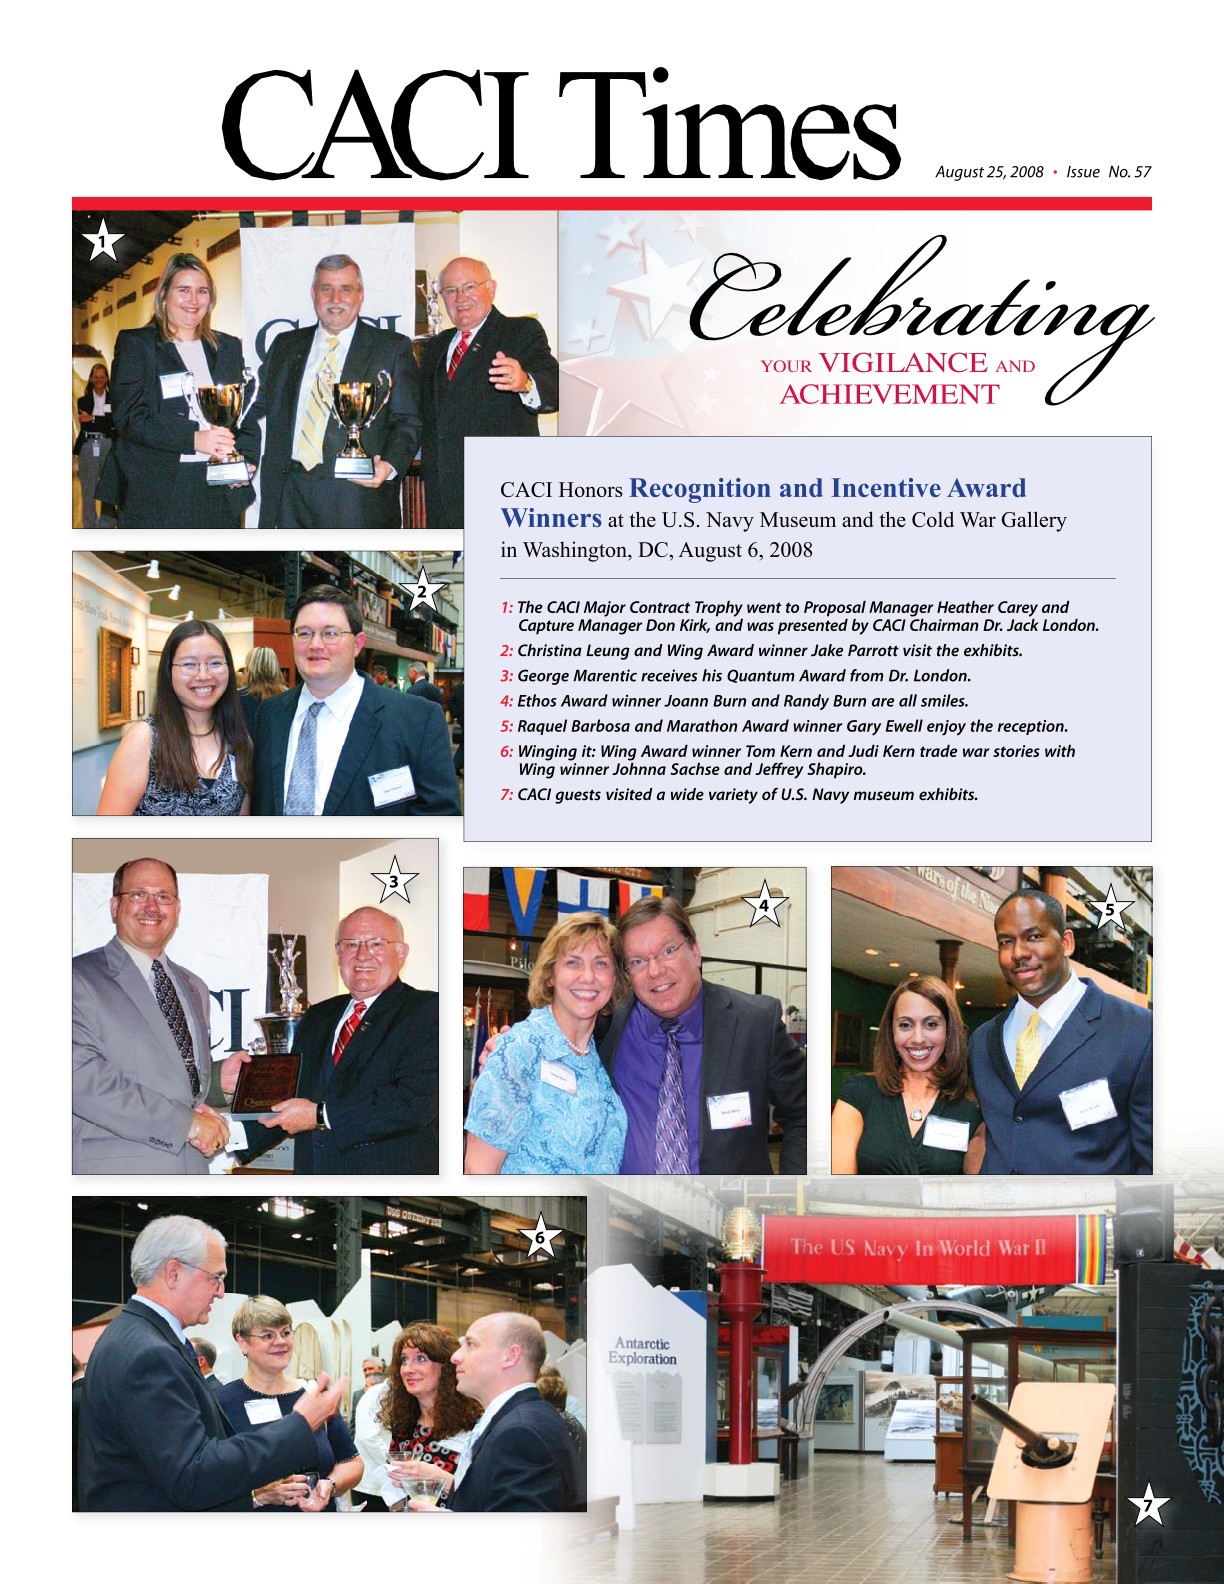 CACI Times
August 25, 2008 • Issue No. 57
1
Celebrating
YOUR VIGILANCE AND
ACHIEVEMENT
CACI
CACI Honors Recognition and Incentive Award
Winners at the U.S. Navy Museum and the Cold War Gallery
in Washington, DC, August 6, 2008
1: The CACI Major Contract Trophy went to Proposal Manager Heather Carey and
Capture Manager Don Kirk, and was presented by CACI Chairman Dr. Jack London.
2: Christina Leung and Wing Award winner Jake Parrott visit the exhibits.
3: George Marentic receives his Quantum Award from Dr. London.
4: Ethos Award winner Joann Burn and Randy Burn are all smiles.
5: Raquel Barbosa and Marathon Award winner Gary Ewell enjoy the reception.
6: Winging it: Wing Award winner Tom Kern and Judi Kern trade war stories with
Wing winner Johnna Sachse and Jeffrey Shapiro.
7: CACI guests visited a wide variety of U.S. Navy museum exhibits.
2
3
CI
4
5
wars of the
6
The US Navy In World War II
Antarctic
Exploration
7